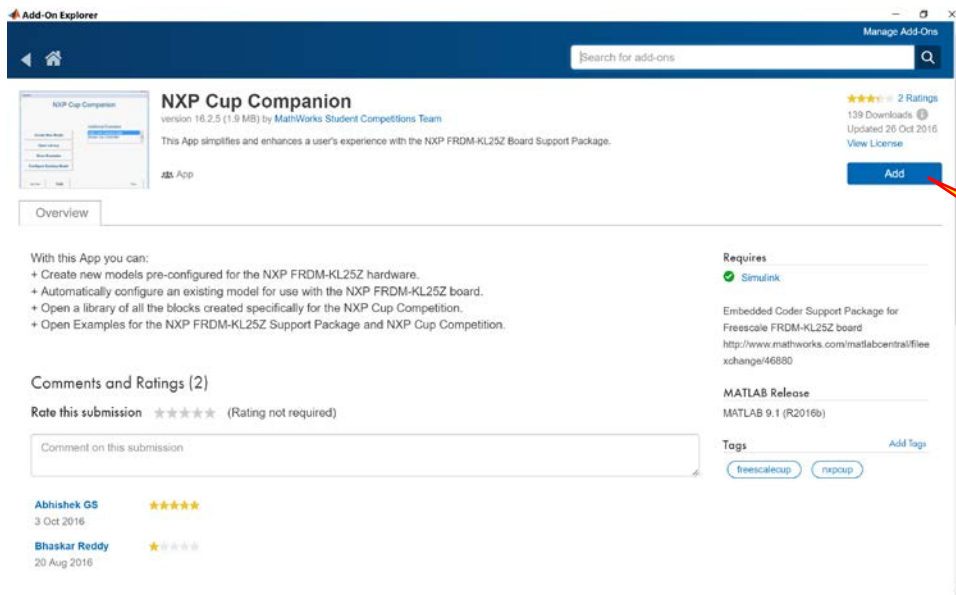 Add-On Explorer
Manage Add-Ons
Search for add-ons
NXP Cup Companion
version 16.2.5 (1.9 MB) by MathWorks Student Competitions Team
This App simplifies and enhances a user's experience with the NXP FRDM-KL25Z Board Support Package.
App
2 Ratings
139 Downloads
Updated 26 Oct 2016
View License
Add
NXP Cup Companion
Overview
With this App you can:
+ Create new models pre-configured for the NXP FRDM-KL25Z hardware.
+ Automatically configure an existing model for use with the NXP FRDM-KL25Z board.
+ Open a library of all the blocks created specifically for the NXP Cup Competition.
+ Open Examples for the NXP FRDM-KL25Z Support Package and NXP Cup Competition.
Requires
Simulink
Embedded Coder Support Package for
Freescale FRDM-KL25Z board
http://www.mathworks.com/matlabcentral/filee
xchange/46880
MATLAB Release
MATLAB 9.1 (R2016b)
Tags
Add Tags
freescalecup
nxpcup
Comments and Ratings (2)
Rate this submission
(Rating not required)
Comment on this submission
Abhishek GS
3 Oct 2016
Bhaskar Reddy
20 Aug 2016